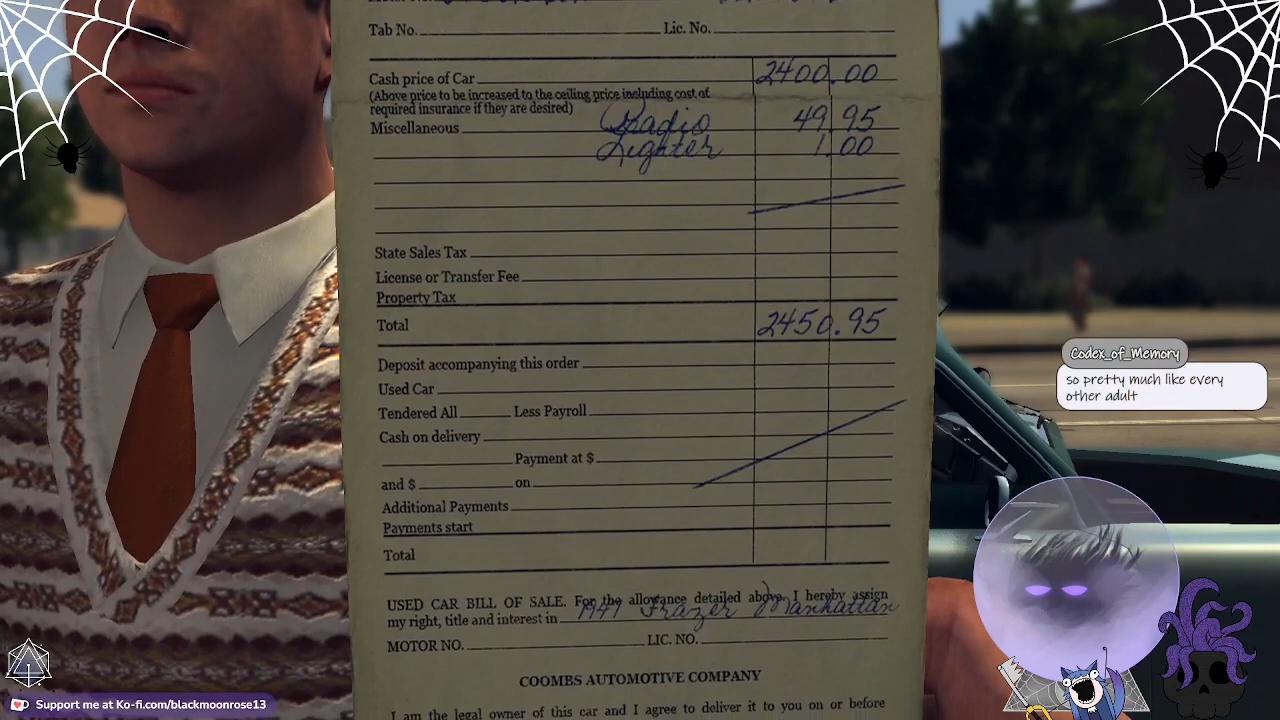 Tab No. Lic. No.
Cash price of Car 2400.00
(Above price to be increased to the ceiling price including cost of
required insurance if they are desired)
Miscellaneous Radio 49.95
Lighter 1.00
State Sales Tax
License or Transfer Fee
Property Tax
Total 2450.95
Deposit accompanying this order
Used Car
Tendered All Less Payroll
Cash on delivery
Payment at $
and $ on
Additional Payments
Payments start
Total
USED CAR BILL OF SALE. For the allowance detailed above, I hereby assign
my right, title and interest in 1947 Frazer Manhattan
MOTOR NO. LIC. NO.
COOMBS AUTOMOTIVE COMPANY
I am the legal owner of this car and I agree to deliver it to you on or before
Codex_of_Memory
so pretty much like every
other adult
Support me at Ko-fi.com/blackmoonrose13